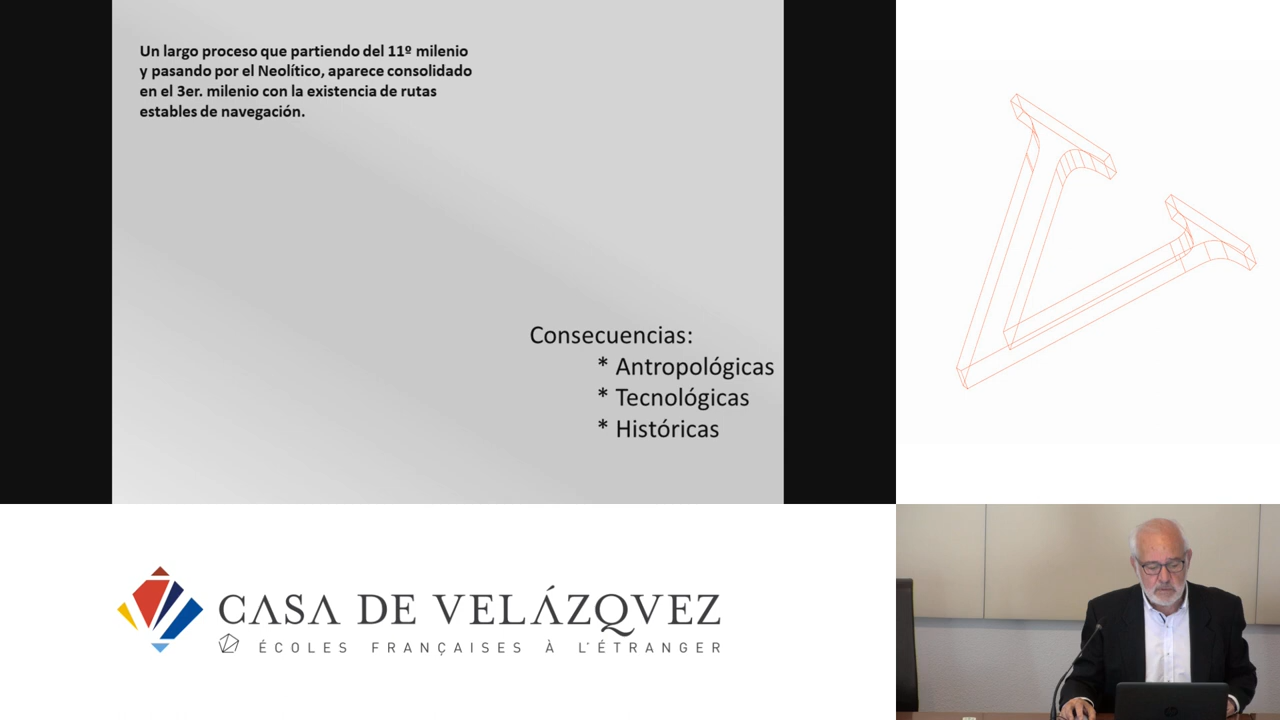 Un largo proceso que partiendo del 11º milenio
y pasando por el Neolítico, aparece consolidado
en el 3er. milenio con la existencia de rutas
estables de navegación.
Consecuencias:
* Antropológicas
* Tecnológicas
* Históricas
CASA DE VELÁZQVEZ
ÉCOLES FRANÇAISES À L'ÉTRANGER